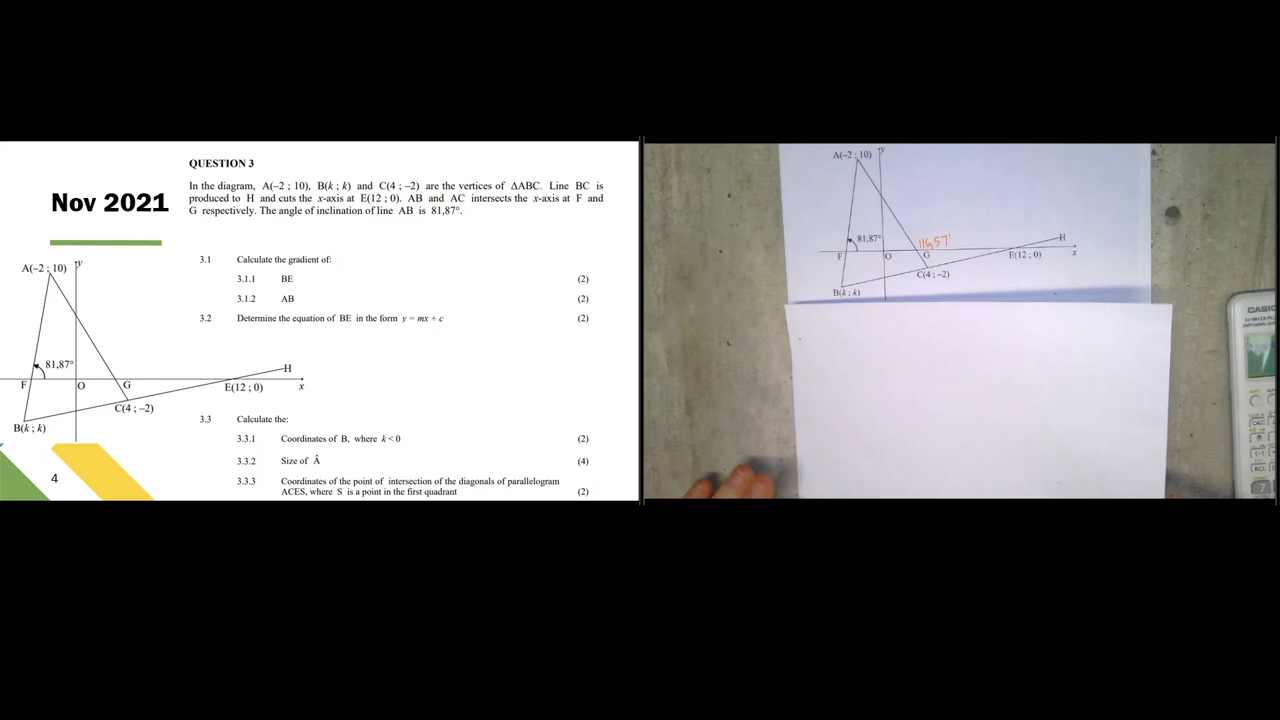 QUESTION 3
In the diagram, A(–2 ; 10), B(k ; k) and C(4 ; –2) are the vertices of ΔABC. Line BC is
produced to H and cuts the x-axis at E(12 ; 0). AB and AC intersects the x-axis at F and
G respectively. The angle of inclination of line AB is 81,87°.
Nov 2021
3.1 Calculate the gradient of:
3.1.1 BE (2)
3.1.2 AB (2)
3.2 Determine the equation of BE in the form y = mx + c (2)
A(–2 ; 10) y
81,87°
H
F O G E(12 ; 0) x
C(4 ; –2)
B(k ; k)
3.3 Calculate the:
3.3.1 Coordinates of B, where k < 0 (2)
3.3.2 Size of Â (4)
3.3.3 Coordinates of the point of intersection of the diagonals of parallelogram
ACES, where S is a point in the first quadrant (2)
4
A(–2 ; 10) y
81,87° 116,57° H
F O G E(12 ; 0) x
C(4 ; –2)
B(k ; k)
CASIO
7